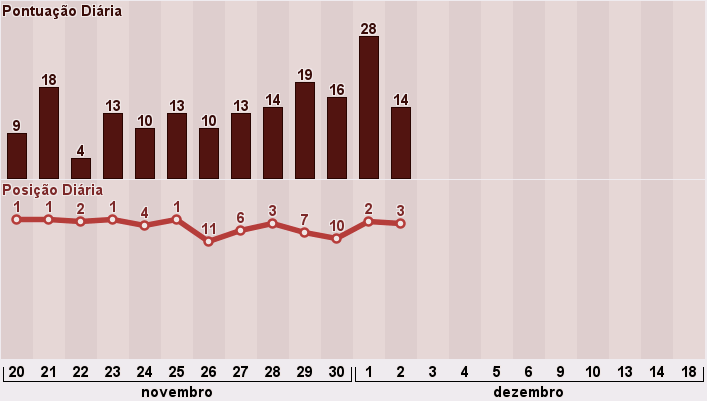 Pontuação Diária
9 18 4 13 10 13 10 13 14 19 16 28 14
Posição Diária
1 1 2 1 4 1 11 6 3 7 10 2 3
20 21 22 23 24 25 26 27 28 29 30 1 2 3 4 5 6 9 10 13 14 18
novembro dezembro